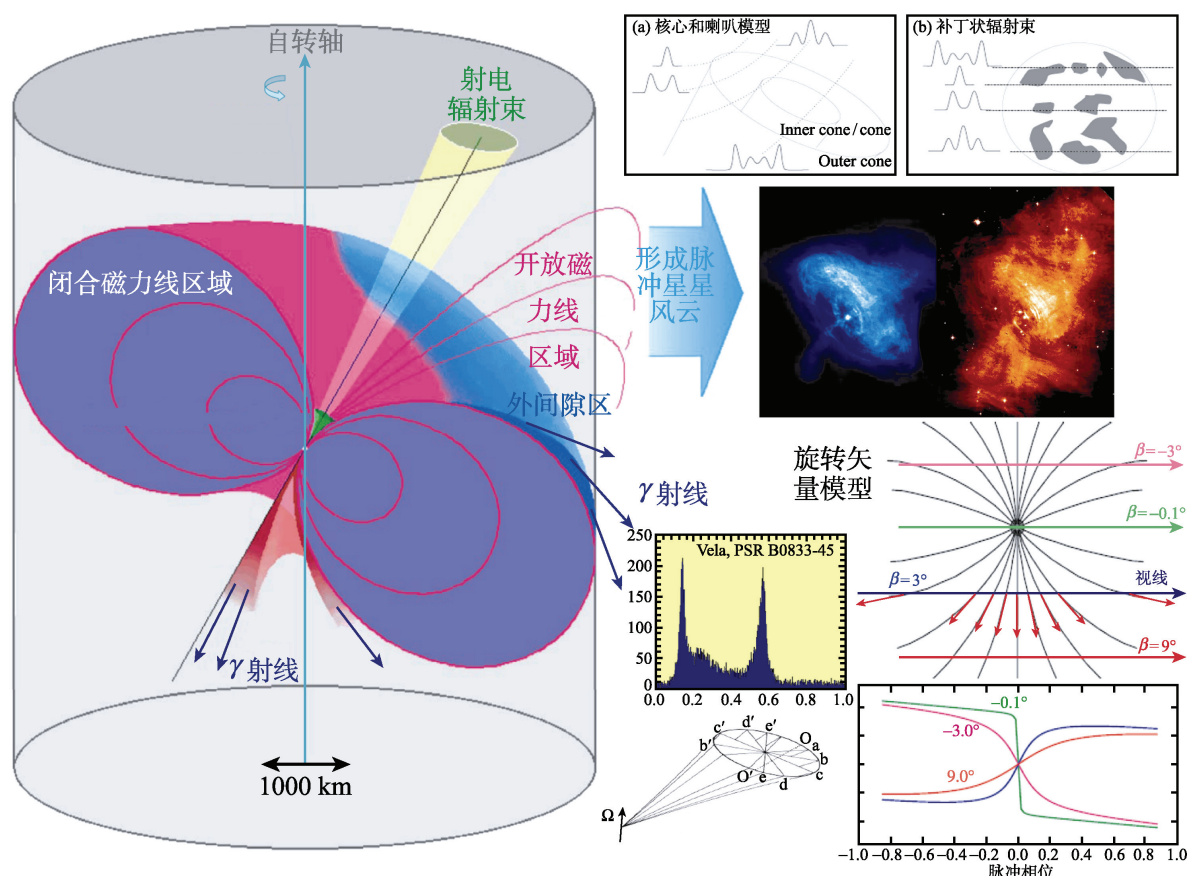 自转轴
射电
辐射束
闭合磁力线区域
开放磁
力线
区域
外间隙区
γ射线
γ射线
1000 km
(a) 核心和喇叭模型
Inner cone/cone
Outer cone
(b) 补丁状辐射束
形成脉
冲星星
风云
旋转矢
量模型
β=−3°
β=−0.1°
β=3°
视线
β=9°
Vela, PSR B0833-45
250
200
150
100
50
0
0.0 0.2 0.4 0.6 0.8 1.0
c′ d′ e′
b′
O
a
b
c
d
e
O′
Ω
−0.1°
−3.0°
9.0°
−1.0 −0.8 −0.6 −0.4 −0.2 0.0 0.2 0.4 0.6 0.8 1.0
脉冲相位